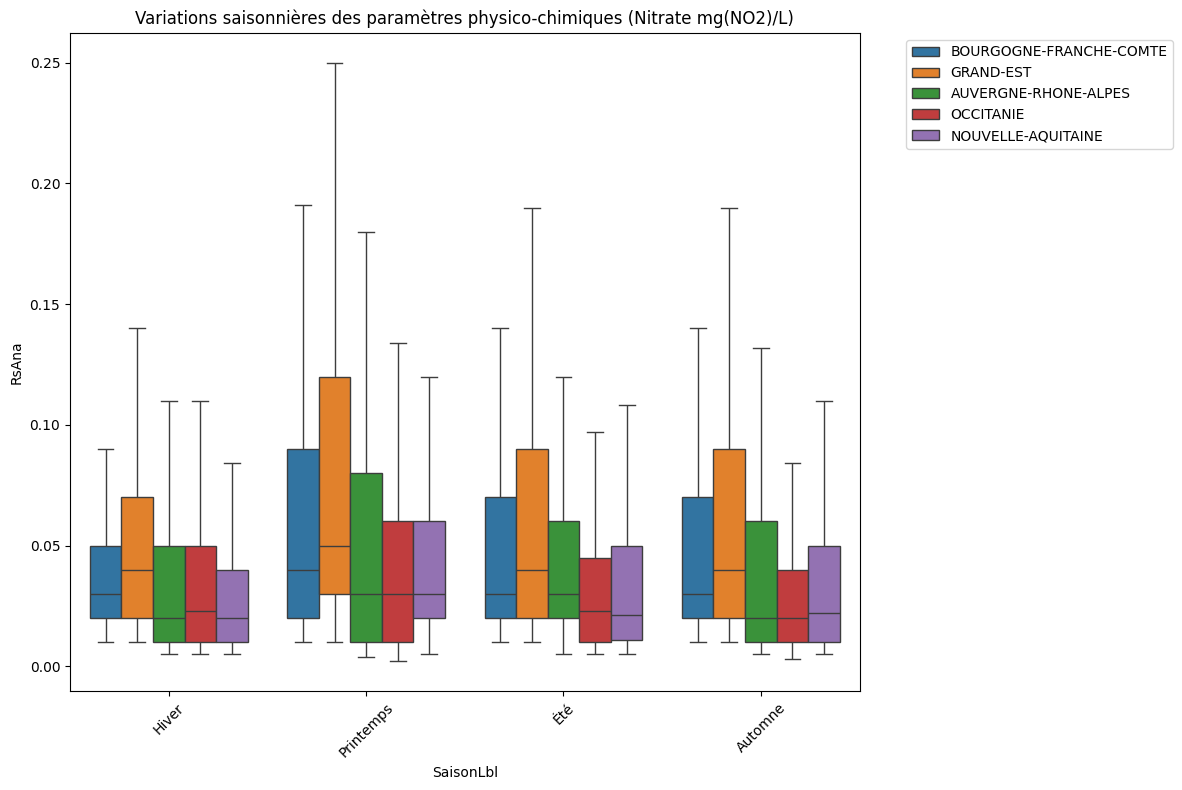 Variations saisonnières des paramètres physico-chimiques (Nitrate mg(NO2)/L)
BOURGOGNE-FRANCHE-COMTE
GRAND-EST
AUVERGNE-RHONE-ALPES
OCCITANIE
NOUVELLE-AQUITAINE
RsAna
0.25
0.20
0.15
0.10
0.05
0.00
Hiver
Printemps
Été
Automne
SaisonLbl